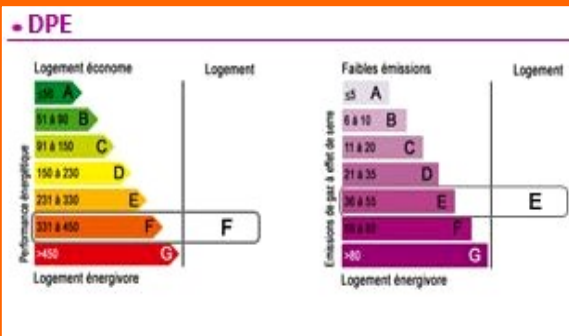 • DPE
Logement économe
Logement
≤50 A
51 à 90 B
91 à 150 C
150 à 230 D
231 à 330 E
331 à 450 F
F
>450 G
Logement énergivore
Performance énergétique
Faibles émissions
Logement
≤5 A
6 à 10 B
11 à 20 C
21 à 35 D
36 à 55 E
E
F
>80 G
Logement énergivore
Emissions de gaz à effet de serre